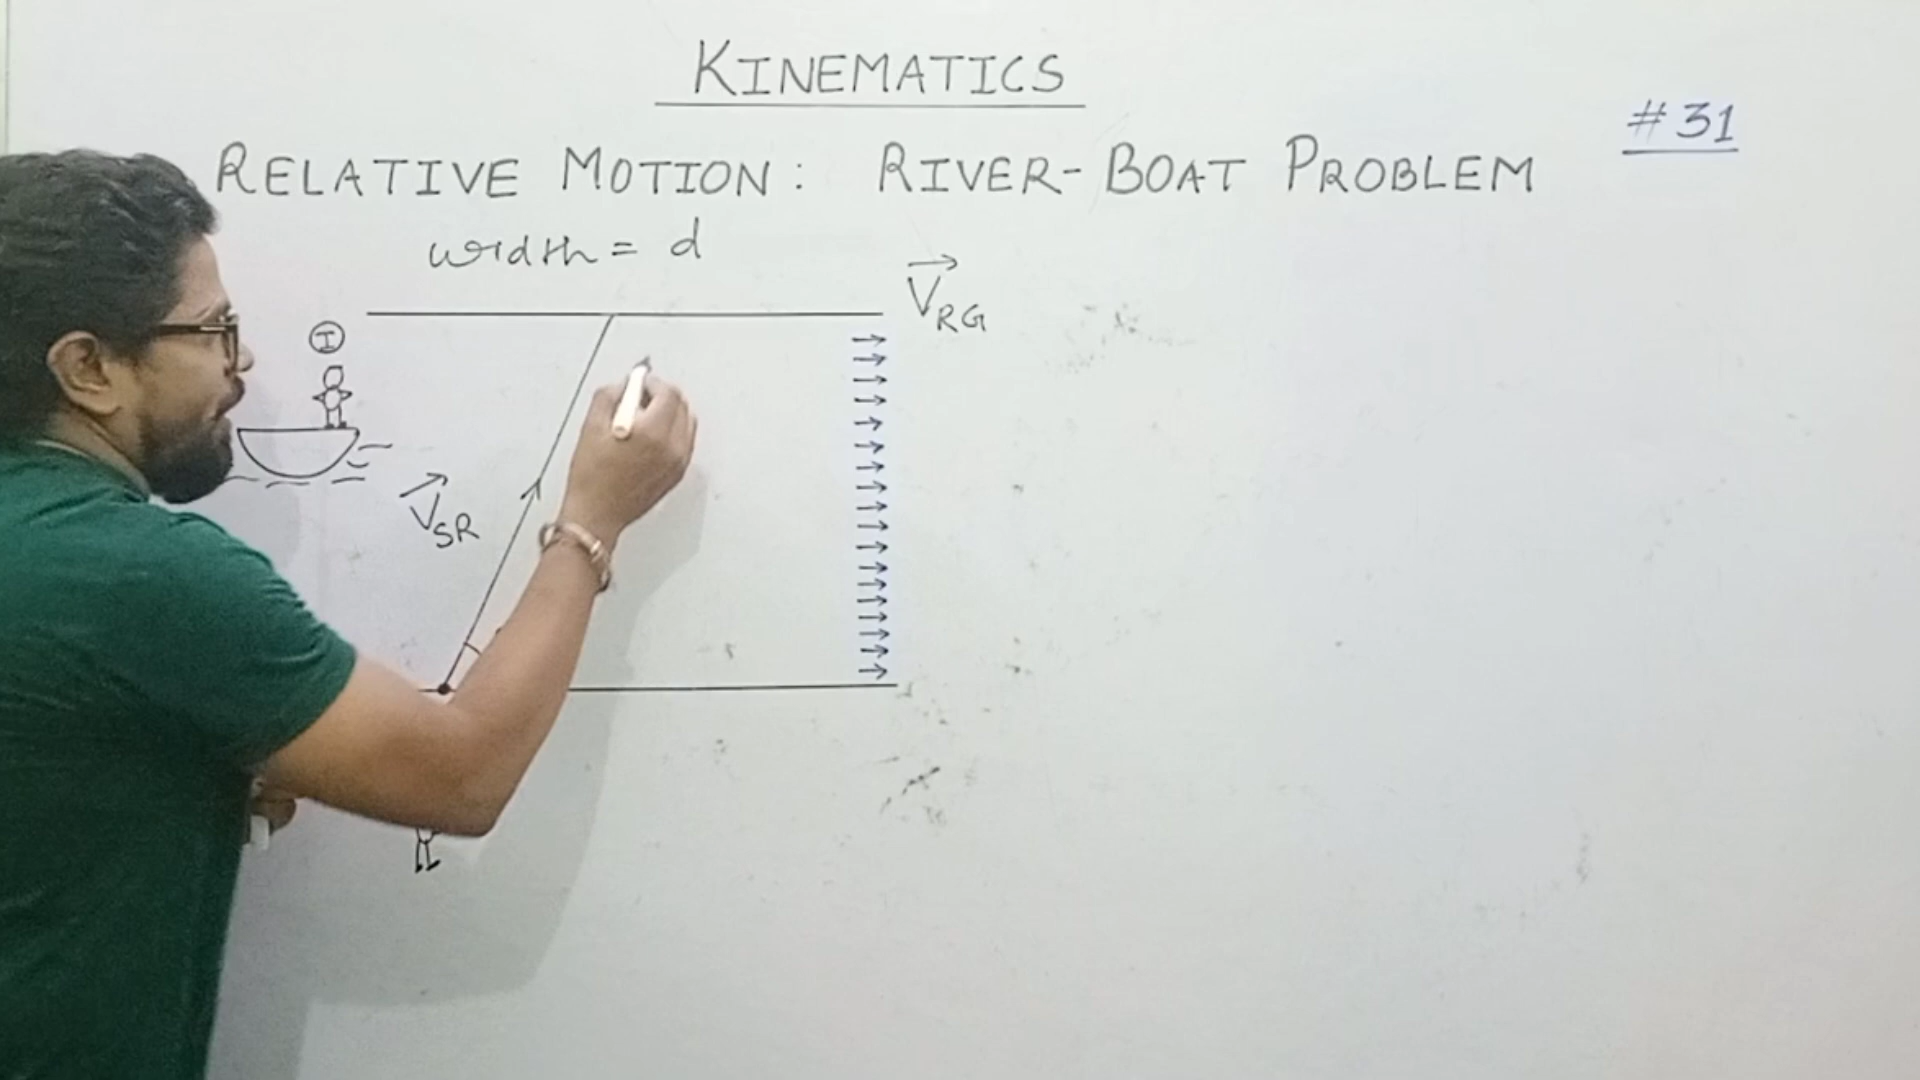 KINEMATICS
#31
RELATIVE MOTION: RIVER-BOAT PROBLEM
width = d
V⃗RG
I
V⃗SR